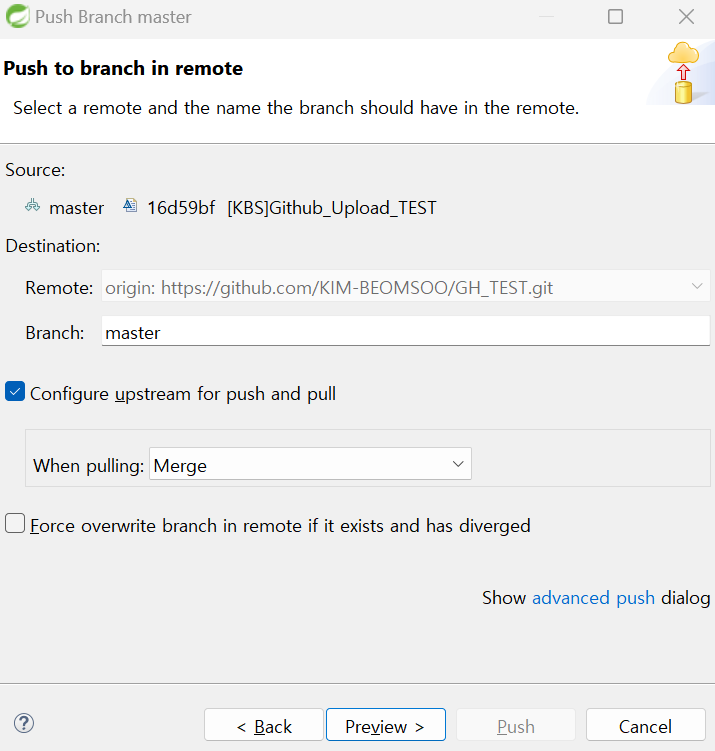 Push Branch master
Push to branch in remote
Select a remote and the name the branch should have in the remote.
Source:
master 16d59bf [KBS]Github_Upload_TEST
Destination:
Remote: origin: https://github.com/KIM-BEOMSOO/GH_TEST.git
Branch: master
Configure upstream for push and pull
When pulling: Merge
Force overwrite branch in remote if it exists and has diverged
Show advanced push dialog
< Back Preview > Push Cancel